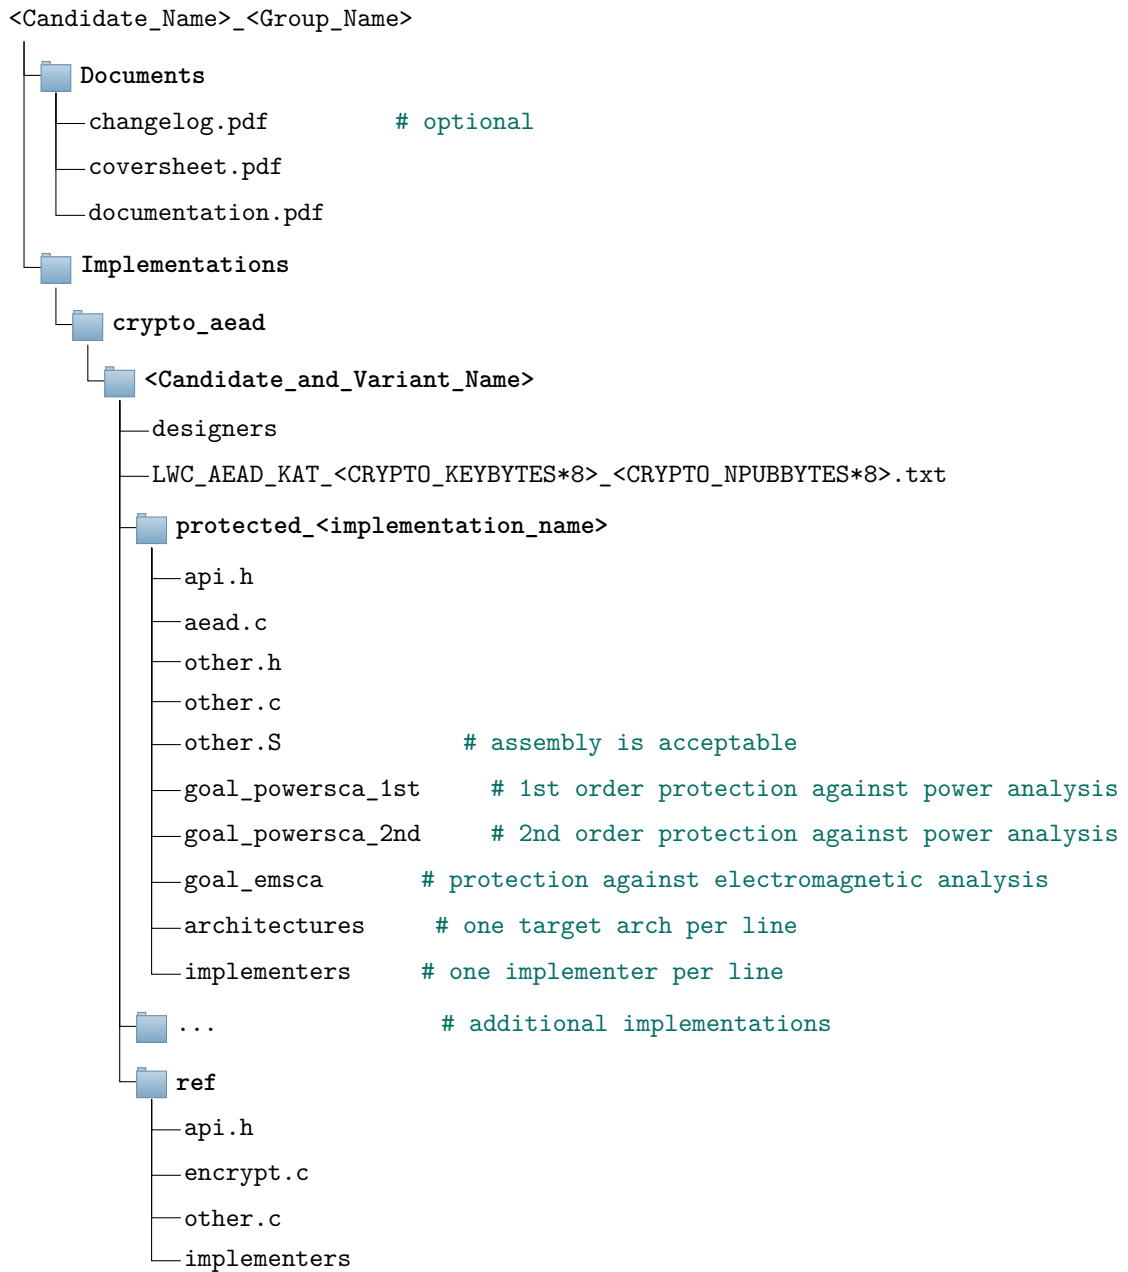 <Candidate_Name>_<Group_Name>
Documents
changelog.pdf # optional
coversheet.pdf
documentation.pdf
Implementations
crypto_aead
<Candidate_and_Variant_Name>
designers
LWC_AEAD_KAT_<CRYPTO_KEYBYTES*8>_<CRYPTO_NPUBBYTES*8>.txt
protected_<implementation_name>
api.h
aead.c
other.h
other.c
other.S # assembly is acceptable
goal_powersca_1st # 1st order protection against power analysis
goal_powersca_2nd # 2nd order protection against power analysis
goal_emsca # protection against electromagnetic analysis
architectures # one target arch per line
implementers # one implementer per line
... # additional implementations
ref
api.h
encrypt.c
other.c
implementers